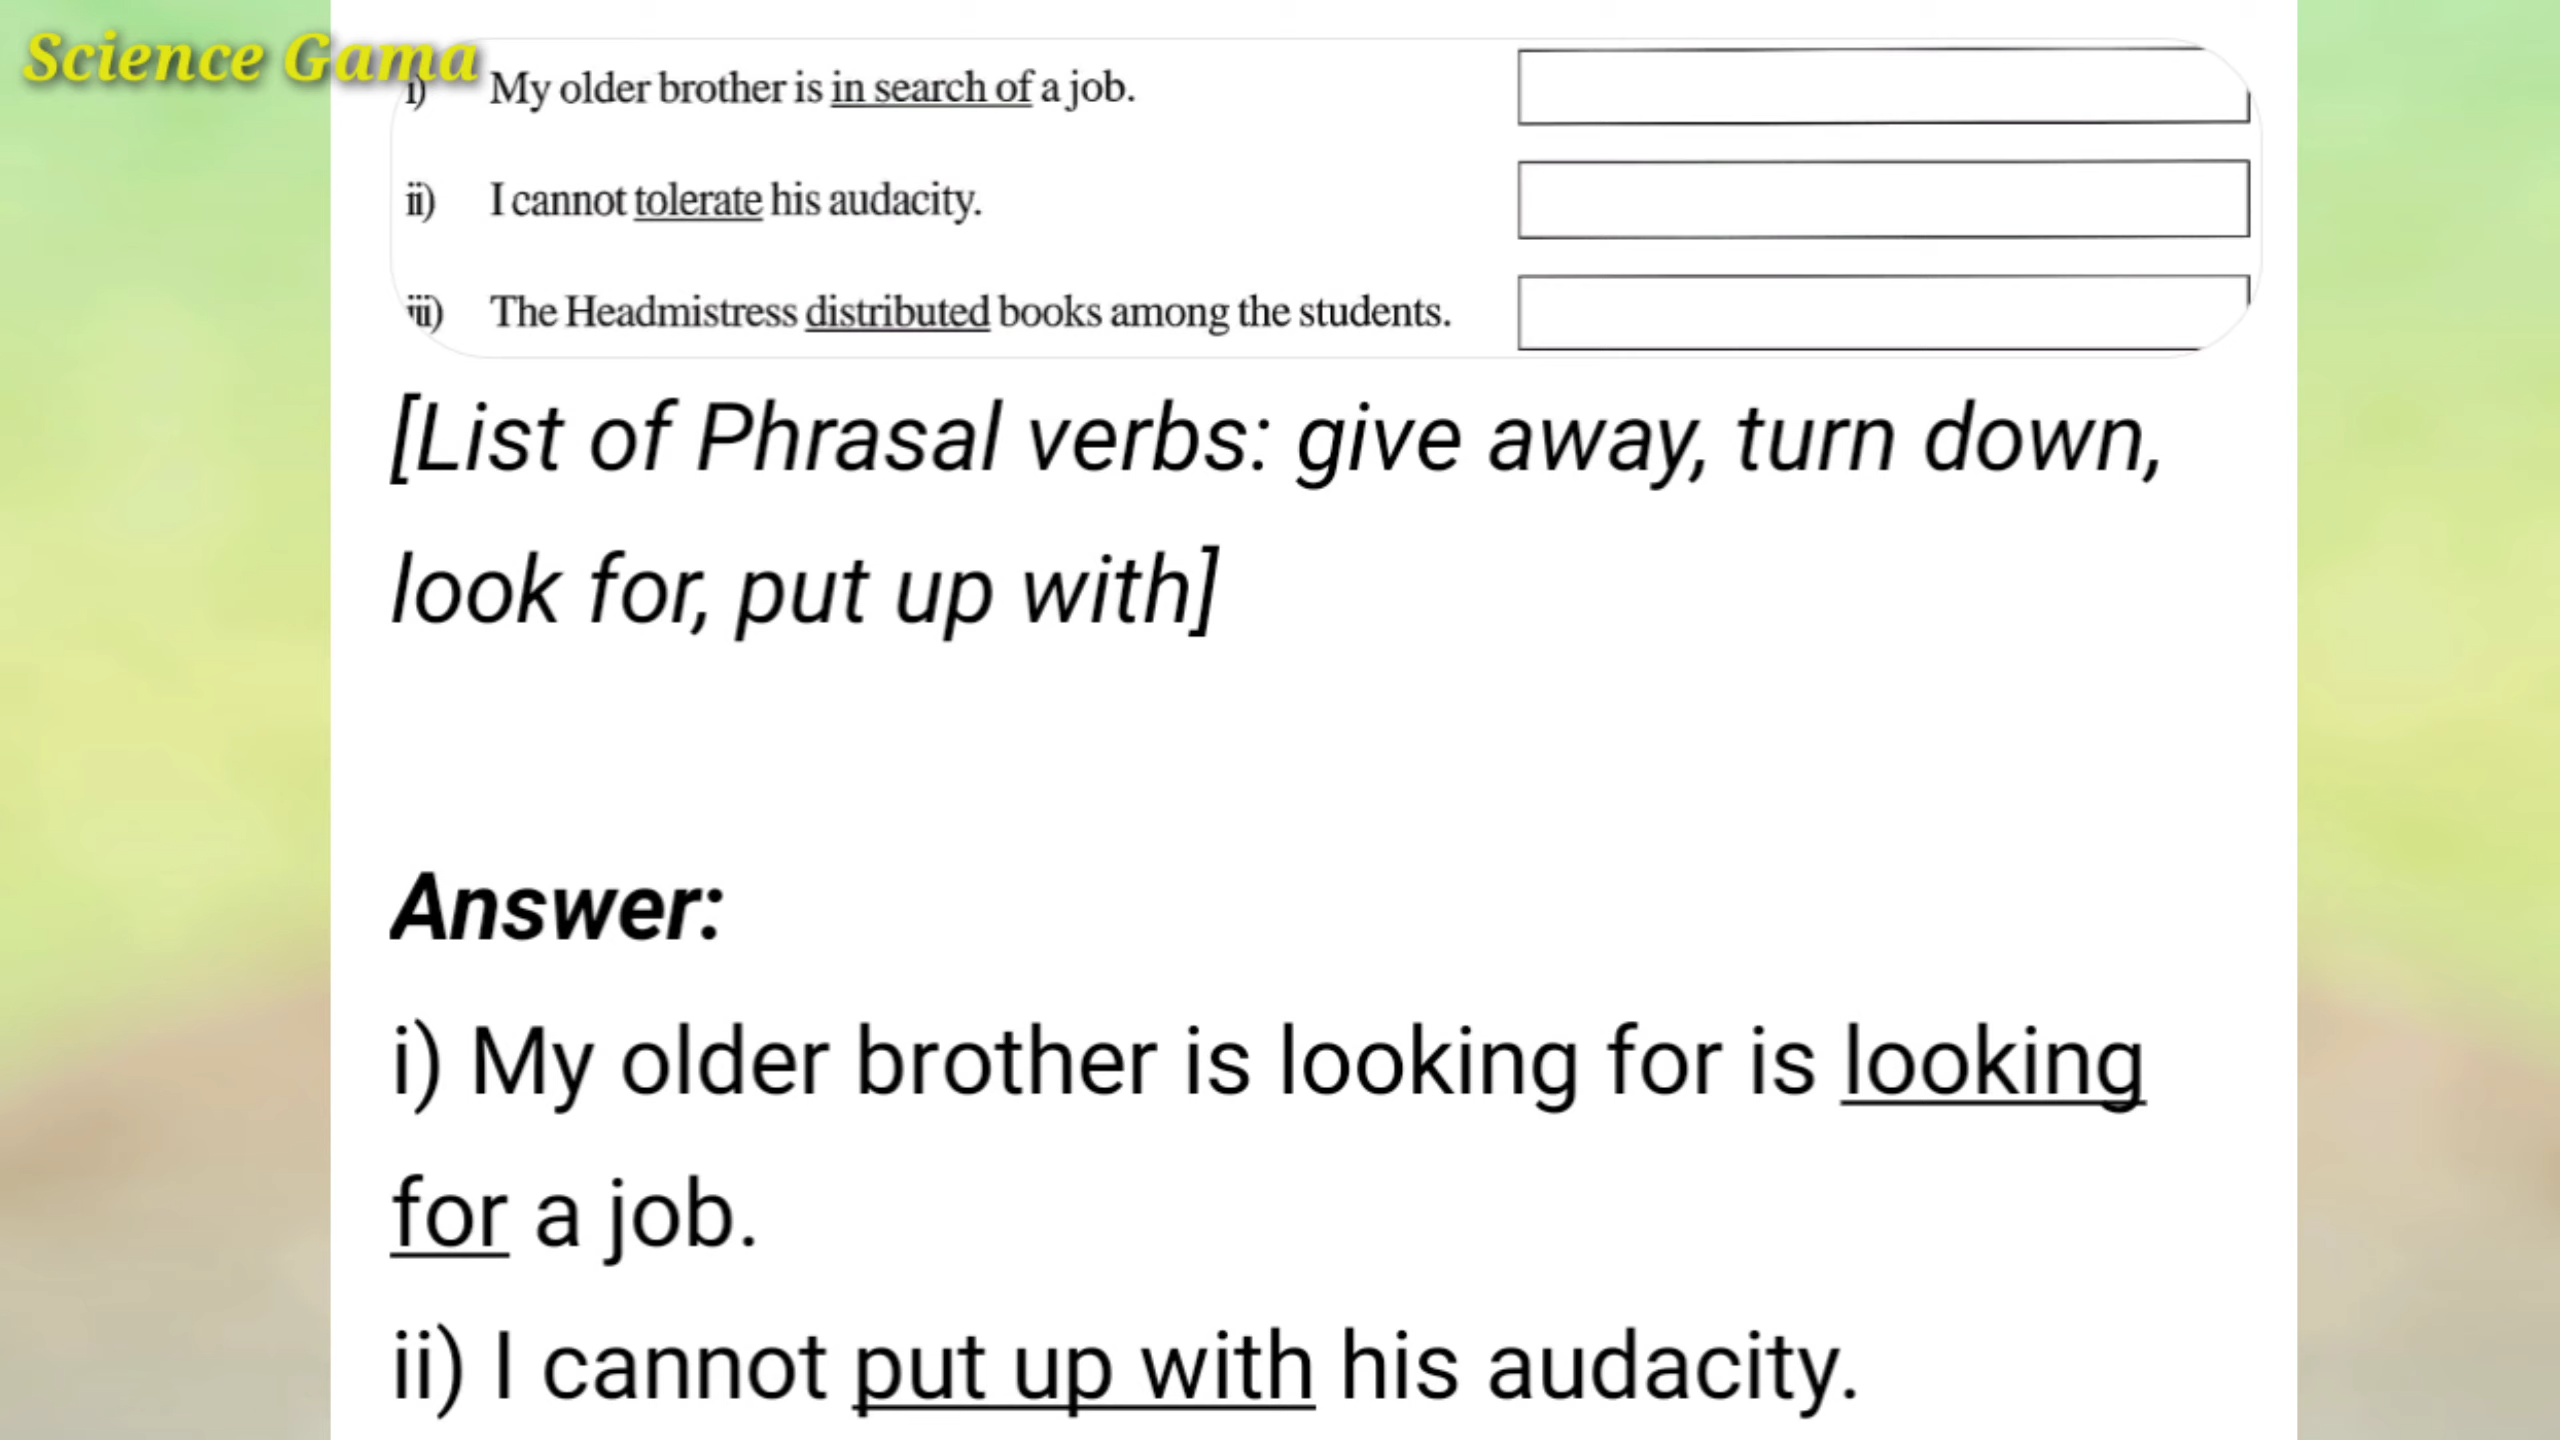 Science Gama
i) My older brother is in search of a job.
ii) I cannot tolerate his audacity.
iii) The Headmistress distributed books among the students.
[List of Phrasal verbs: give away, turn down,
look for, put up with]
Answer:
i) My older brother is looking for is looking
for a job.
ii) I cannot put up with his audacity.